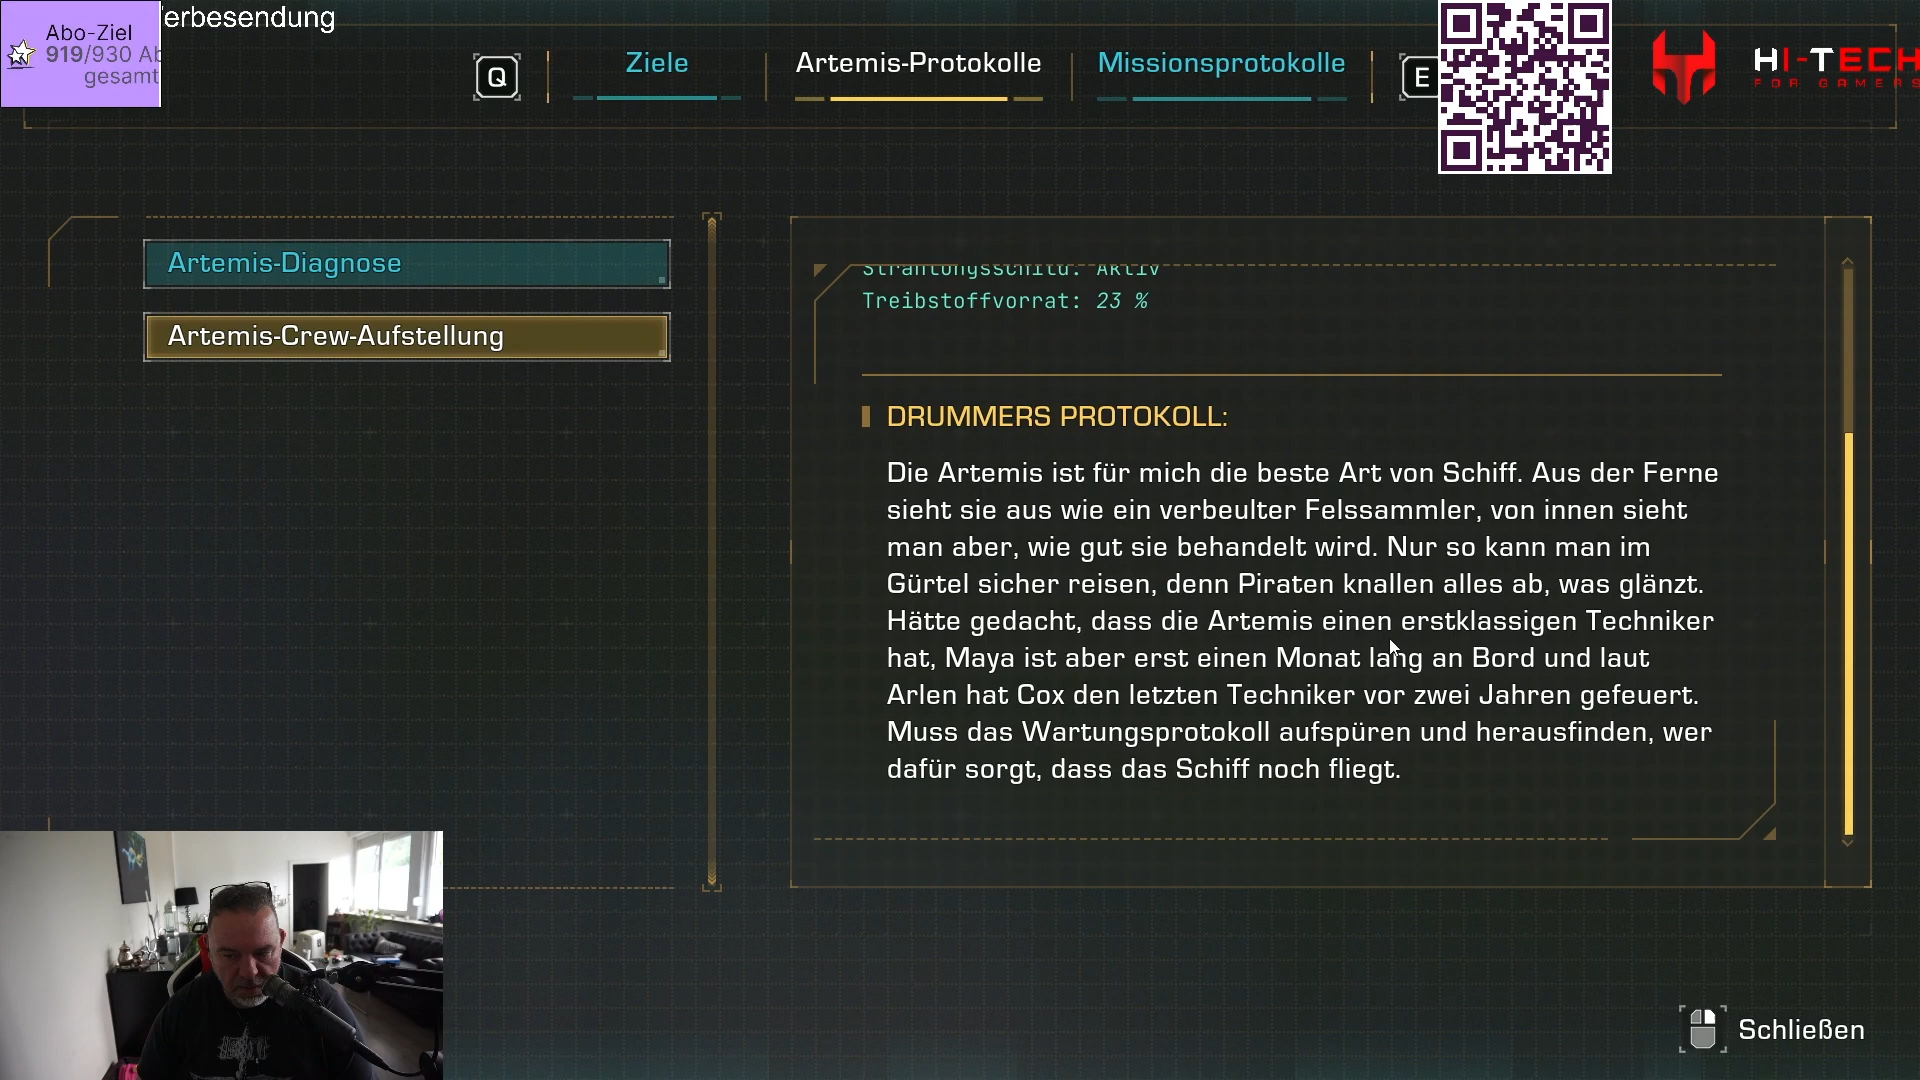 erbesendung
Abo-Ziel
919/930 Ab
gesamt
Q
Ziele
Artemis-Protokolle
Missionsprotokolle
E
HI-TECH
FOR GAMERS
Artemis-Diagnose
Artemis-Crew-Aufstellung
Strahlungsschild: Aktiv
Treibstoffvorrat: 23 %
DRUMMERS PROTOKOLL:
Die Artemis ist für mich die beste Art von Schiff. Aus der Ferne
sieht sie aus wie ein verbeulter Felssammler, von innen sieht
man aber, wie gut sie behandelt wird. Nur so kann man im
Gürtel sicher reisen, denn Piraten knallen alles ab, was glänzt.
Hätte gedacht, dass die Artemis einen erstklassigen Techniker
hat, Maya ist aber erst einen Monat lang an Bord und laut
Arlen hat Cox den letzten Techniker vor zwei Jahren gefeuert.
Muss das Wartungsprotokoll aufspüren und herausfinden, wer
dafür sorgt, dass das Schiff noch fliegt.
Schließen